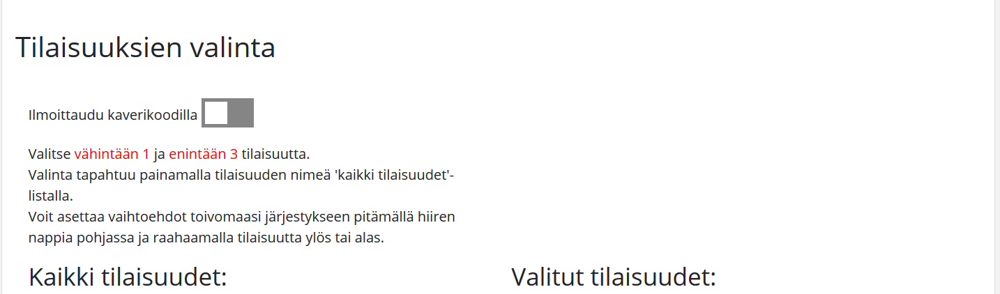 Tilaisuuksien valinta
Ilmoittaudu kaverikoodilla
Valitse vähintään 1 ja enintään 3 tilaisuutta.
Valinta tapahtuu painamalla tilaisuuden nimeä 'kaikki tilaisuudet'-
listalla.
Voit asettaa vaihtoehdot toivomaasi järjestykseen pitämällä hiiren
nappia pohjassa ja raahaamalla tilaisuutta ylös tai alas.
Kaikki tilaisuudet:
Valitut tilaisuudet: